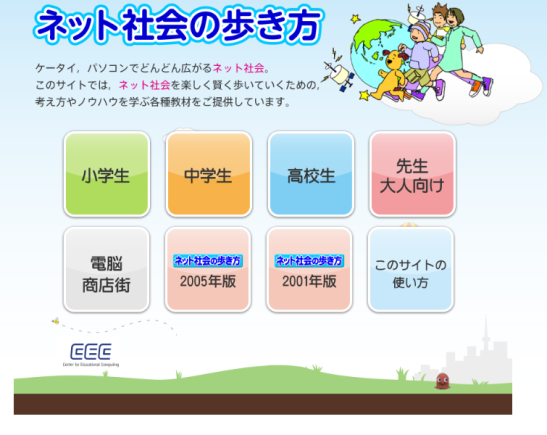 ネット社会の歩き方
ケータイ，パソコンでどんどん広がるネット社会。
このサイトでは，ネット社会を楽しく賢く歩いていくための，
考え方やノウハウを学ぶ各種教材をご提供しています。
小学生
中学生
高校生
先生
大人向け
電脳
商店街
ネット社会の歩き方
2005年版
ネット社会の歩き方
2001年版
このサイトの
使い方
CEC
Center for Educational Computing